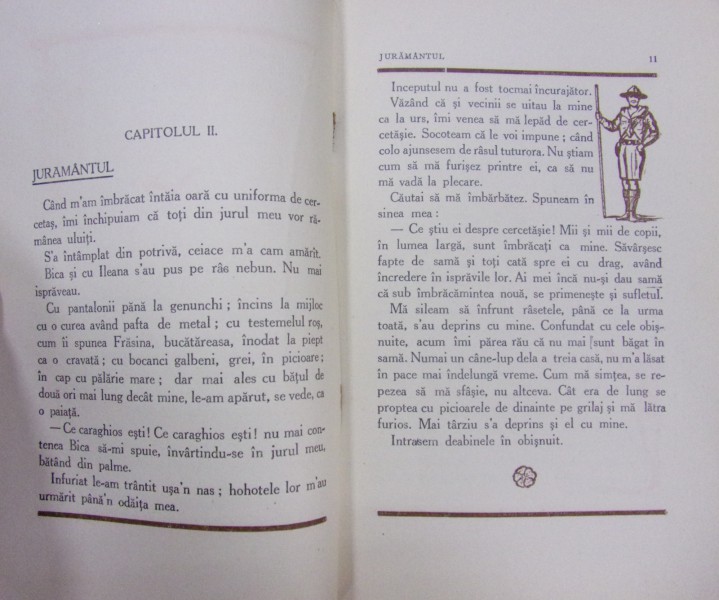 CAPITOLUL II.
JURAMÂNTUL
Când m'am îmbrăcat întăia oară cu uniforma de cer-
cetaș, îmi închipuiam că toți din jurul meu vor ră-
mânea uluiți.
S'a întâmplat din potrivă, ceiace m'a cam amărît.
Bica și cu Ileana s'au pus pe râs nebun. Nu mai
isprăveau.
Cu pantalonii până la genunchi; încins la mijloc
cu o curea având pafta de metal; cu testemelul roș,
cum îi spunea Frăsina, bucătăreasa, înodat la piept
ca o cravată; cu bocanci galbeni, grei, în picioare;
în cap cu pălărie mare; dar mai ales cu bățul de
două ori mai lung decât mine, le-am apărut, se vede, ca
o paiață.
— Ce caraghios ești! Ce caraghios ești! nu mai con-
tenea Bica să-mi spuie, învârtindu-se în jurul meu,
bătând din palme.
Infuriat le-am trântit ușa'n nas; hohotele lor m'au
urmărit până'n odăița mea.
JURĂMÂNTUL 11
Inceputul nu a fost tocmai încurajător.
Văzând că și vecinii se uitau la mine
ca la urs, îmi venea să mă lepăd de cer-
cetășie. Socoteam că le voi impune; când
colo ajunsesem de râsul tuturora. Nu știam
cum să mă furișez printre ei, ca să nu
mă vadă la plecare.
Căutai să mă îmbărbătez. Spuneam în
sinea mea:
— Ce știu ei despre cercetășie! Mii și mii de copii,
în lumea largă, sunt îmbrăcați ca mine. Săvârșesc
fapte de samă și toți cată spre ei cu drag, având
încredere în isprăvile lor. Ai mei încă nu-și dau samă
că sub îmbrăcămintea nouă, se primenește și sufletul.
Mă sileam să înfrunt râsetele, până ce la urma
toată, s'au deprins cu mine. Confundat cu cele obiș-
nuite, acum îmi părea rău că nu mai sunt băgat în
samă. Numai un câne-lup dela a treia casă, nu m'a lăsat
în pace mai îndelungă vreme. Cum mă simțea, se re-
pezea să mă sfâșie, nu altceva. Cât era de lung se
proptea cu picioarele de dinainte pe grilaj și mă lătra
furios. Mai târziu s'a deprins și el cu mine.
Intrasem deabinele în obișnuit.